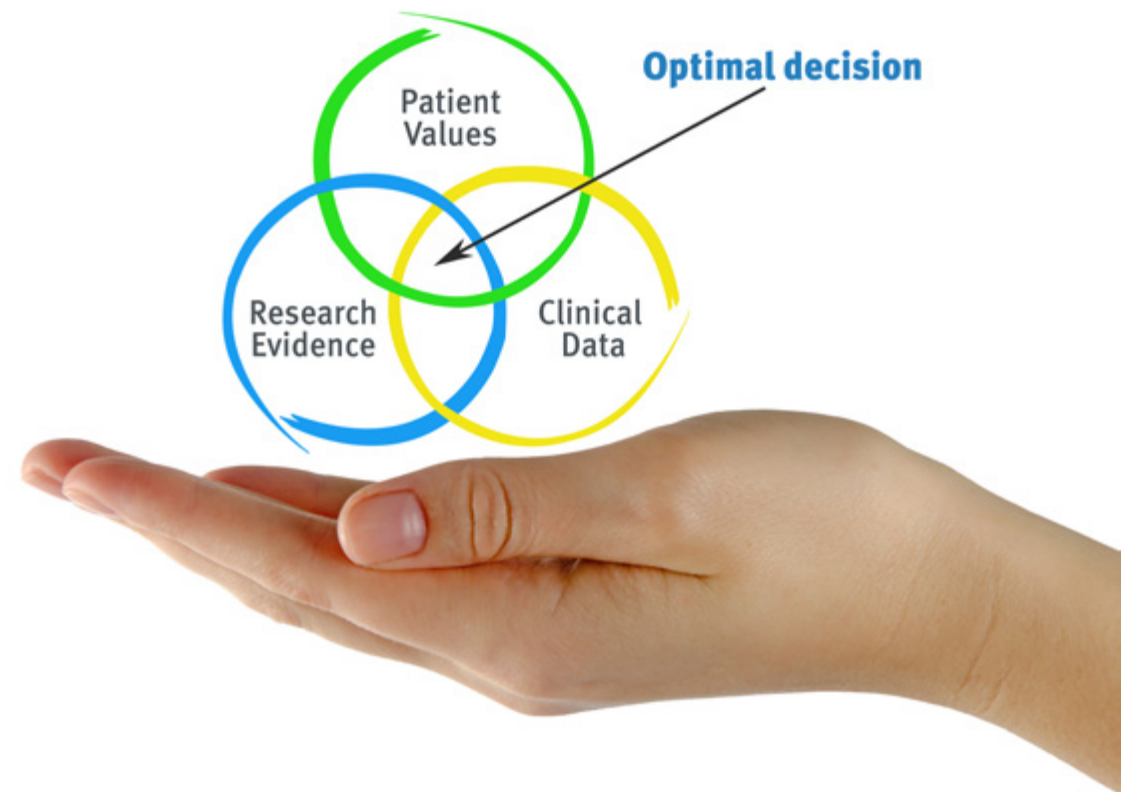 Optimal decision
Patient
Values
Research
Evidence
Clinical
Data